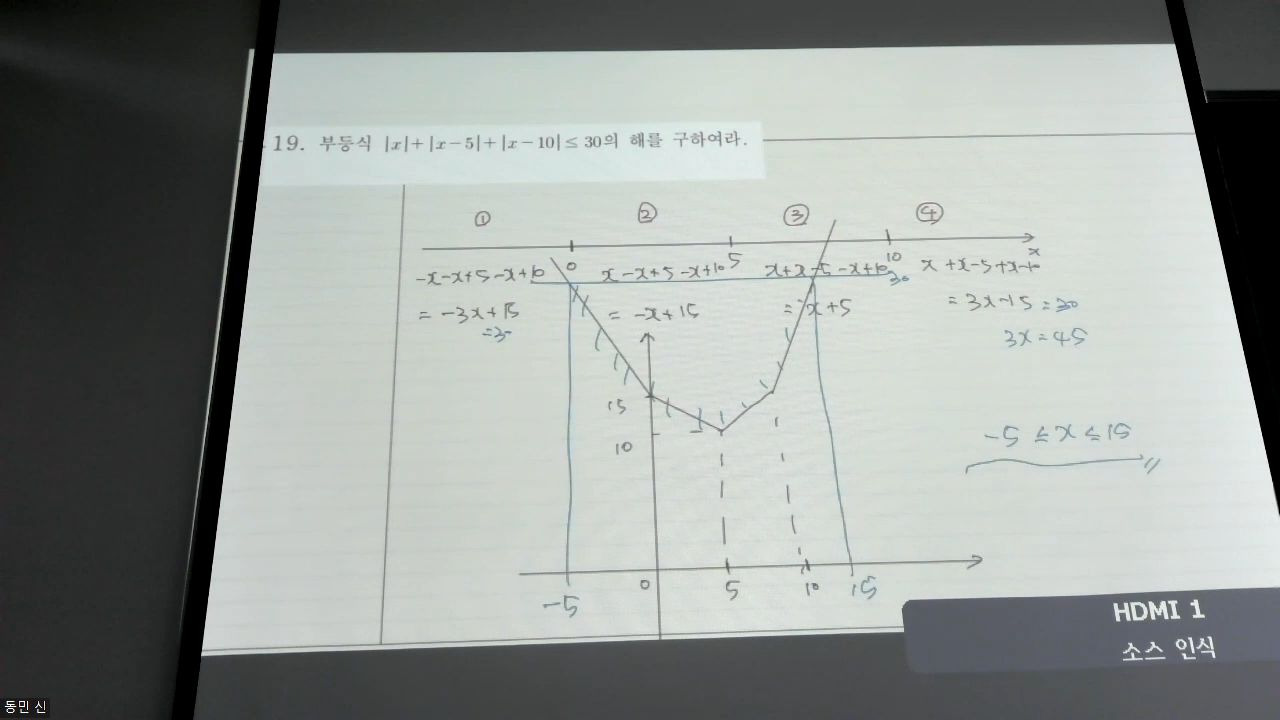 19. 부등식 |x|+|x-5|+|x-10|≤30의 해를 구하여라.
① ② ③ ④
0 5 10 x
-x-x+5-x+10 x-x+5-x+10 x+x-5-x+10 x+x-5+x-10
30
= -3x+15 = -x+15 = x+5 = 3x-15 = 30
3x=45
15
10
-5 ≤ x ≤ 15
-5 0 5 10 15
HDMI 1
소스 인식
동민 신